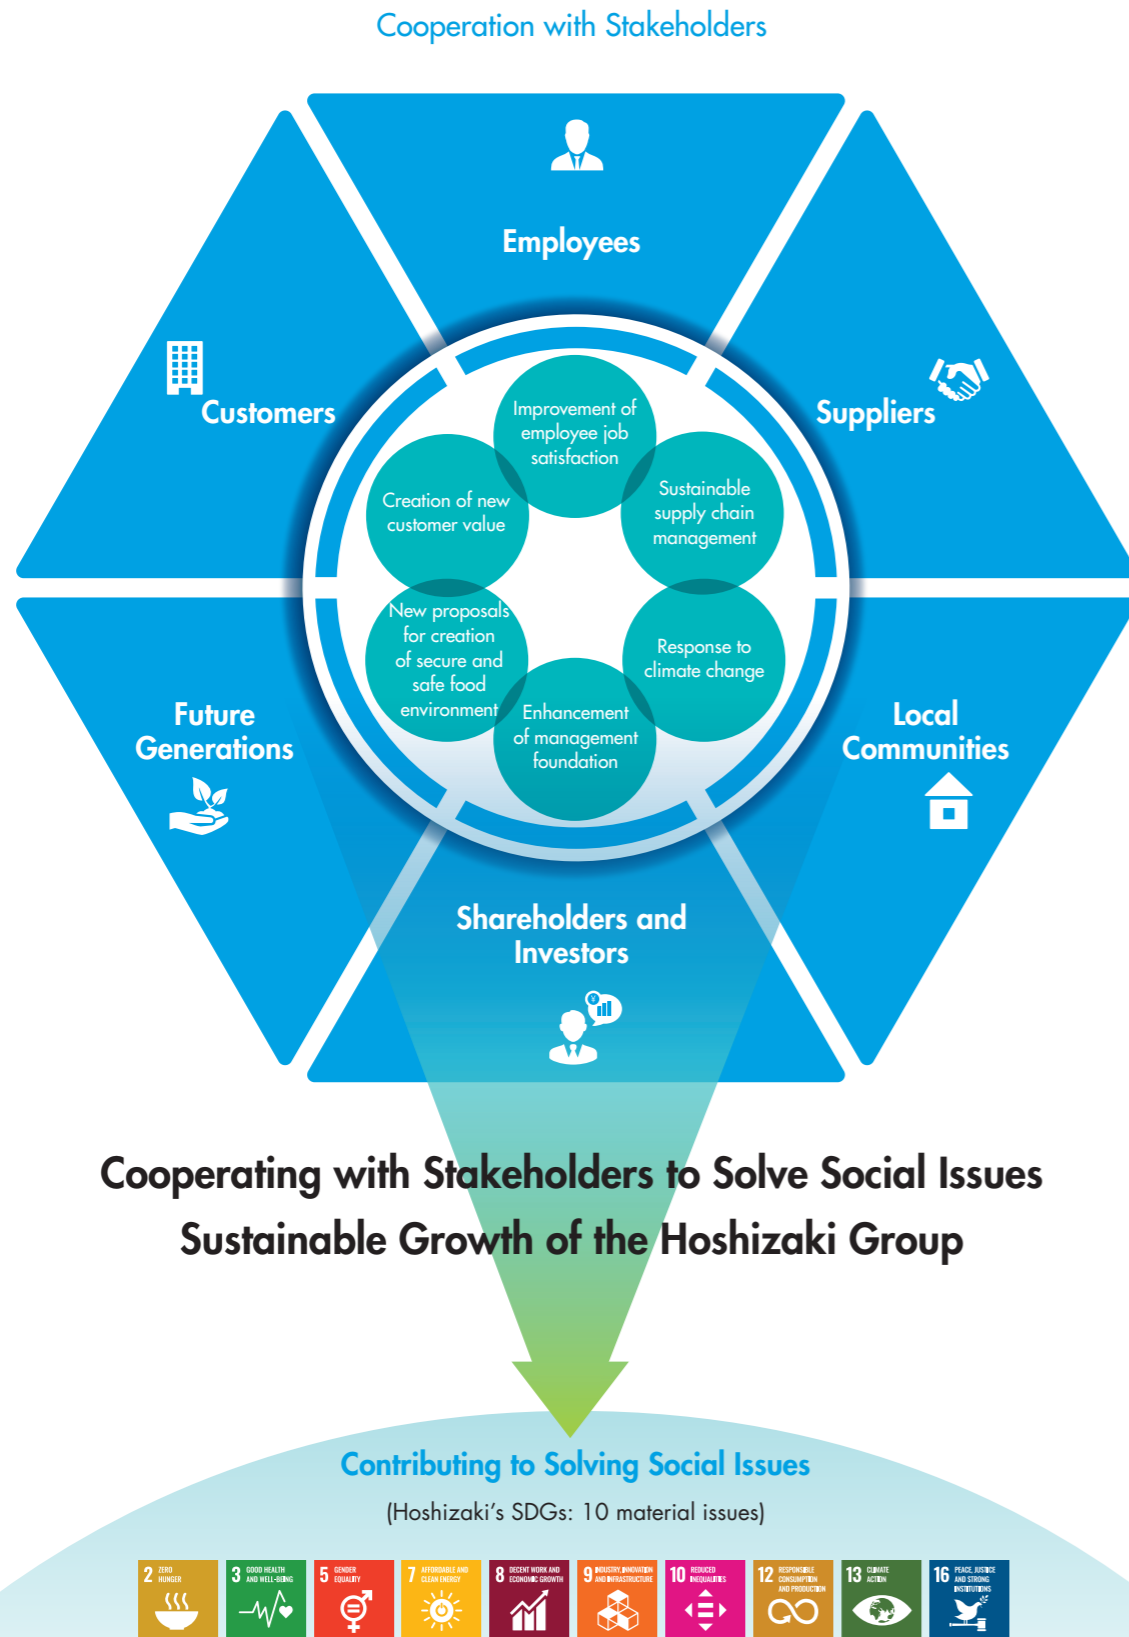 Cooperation with Stakeholders
Employees
Customers
Suppliers
Improvement of
employee job
satisfaction
Creation of new
customer value
Sustainable
supply chain
management
New proposals
for creation
of secure and
safe food
environment
Response to
climate change
Enhancement
of management
foundation
Future
Generations
Local
Communities
Shareholders and
Investors
¥
Cooperating with Stakeholders to Solve Social Issues
Sustainable Growth of the Hoshizaki Group
Contributing to Solving Social Issues
(Hoshizaki's SDGs: 10 material issues)
2 ZERO
HUNGER
3 GOOD HEALTH
AND WELL-BEING
5 GENDER
EQUALITY
7 AFFORDABLE AND
CLEAN ENERGY
8 DECENT WORK AND
ECONOMIC GROWTH
9 INDUSTRY, INNOVATION
AND INFRASTRUCTURE
10 REDUCED
INEQUALITIES
12 RESPONSIBLE
CONSUMPTION
AND PRODUCTION
13 CLIMATE
ACTION
16 PEACE, JUSTICE
AND STRONG
INSTITUTIONS